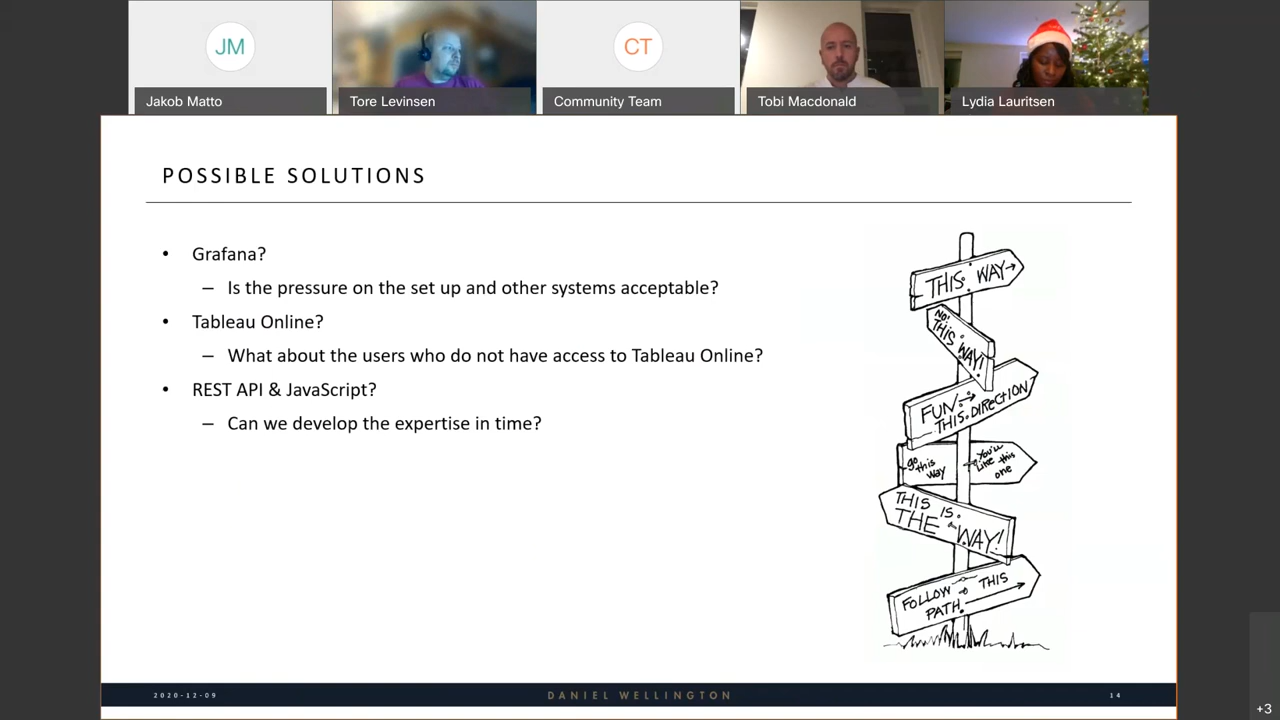 JM
CT
Jakob Matto
Tore Levinsen
Community Team
Tobi Macdonald
Lydia Lauritsen
POSSIBLE SOLUTIONS
• Grafana?
– Is the pressure on the set up and other systems acceptable?
• Tableau Online?
– What about the users who do not have access to Tableau Online?
• REST API & JavaScript?
– Can we develop the expertise in time?
THIS WAY
NO!
THIS WAY!
FUN
THIS DIRECTION
go
this
way
You'll
like this
one
THIS IS
THE WAY!
FOLLOW THIS
PATH
2020-12-09
DANIEL WELLINGTON
14
+3